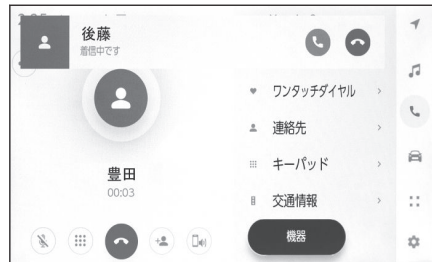 後藤
着信中です
ワンタッチダイヤル
連絡先
豊田
00:03
キーパッド
交通情報
機器